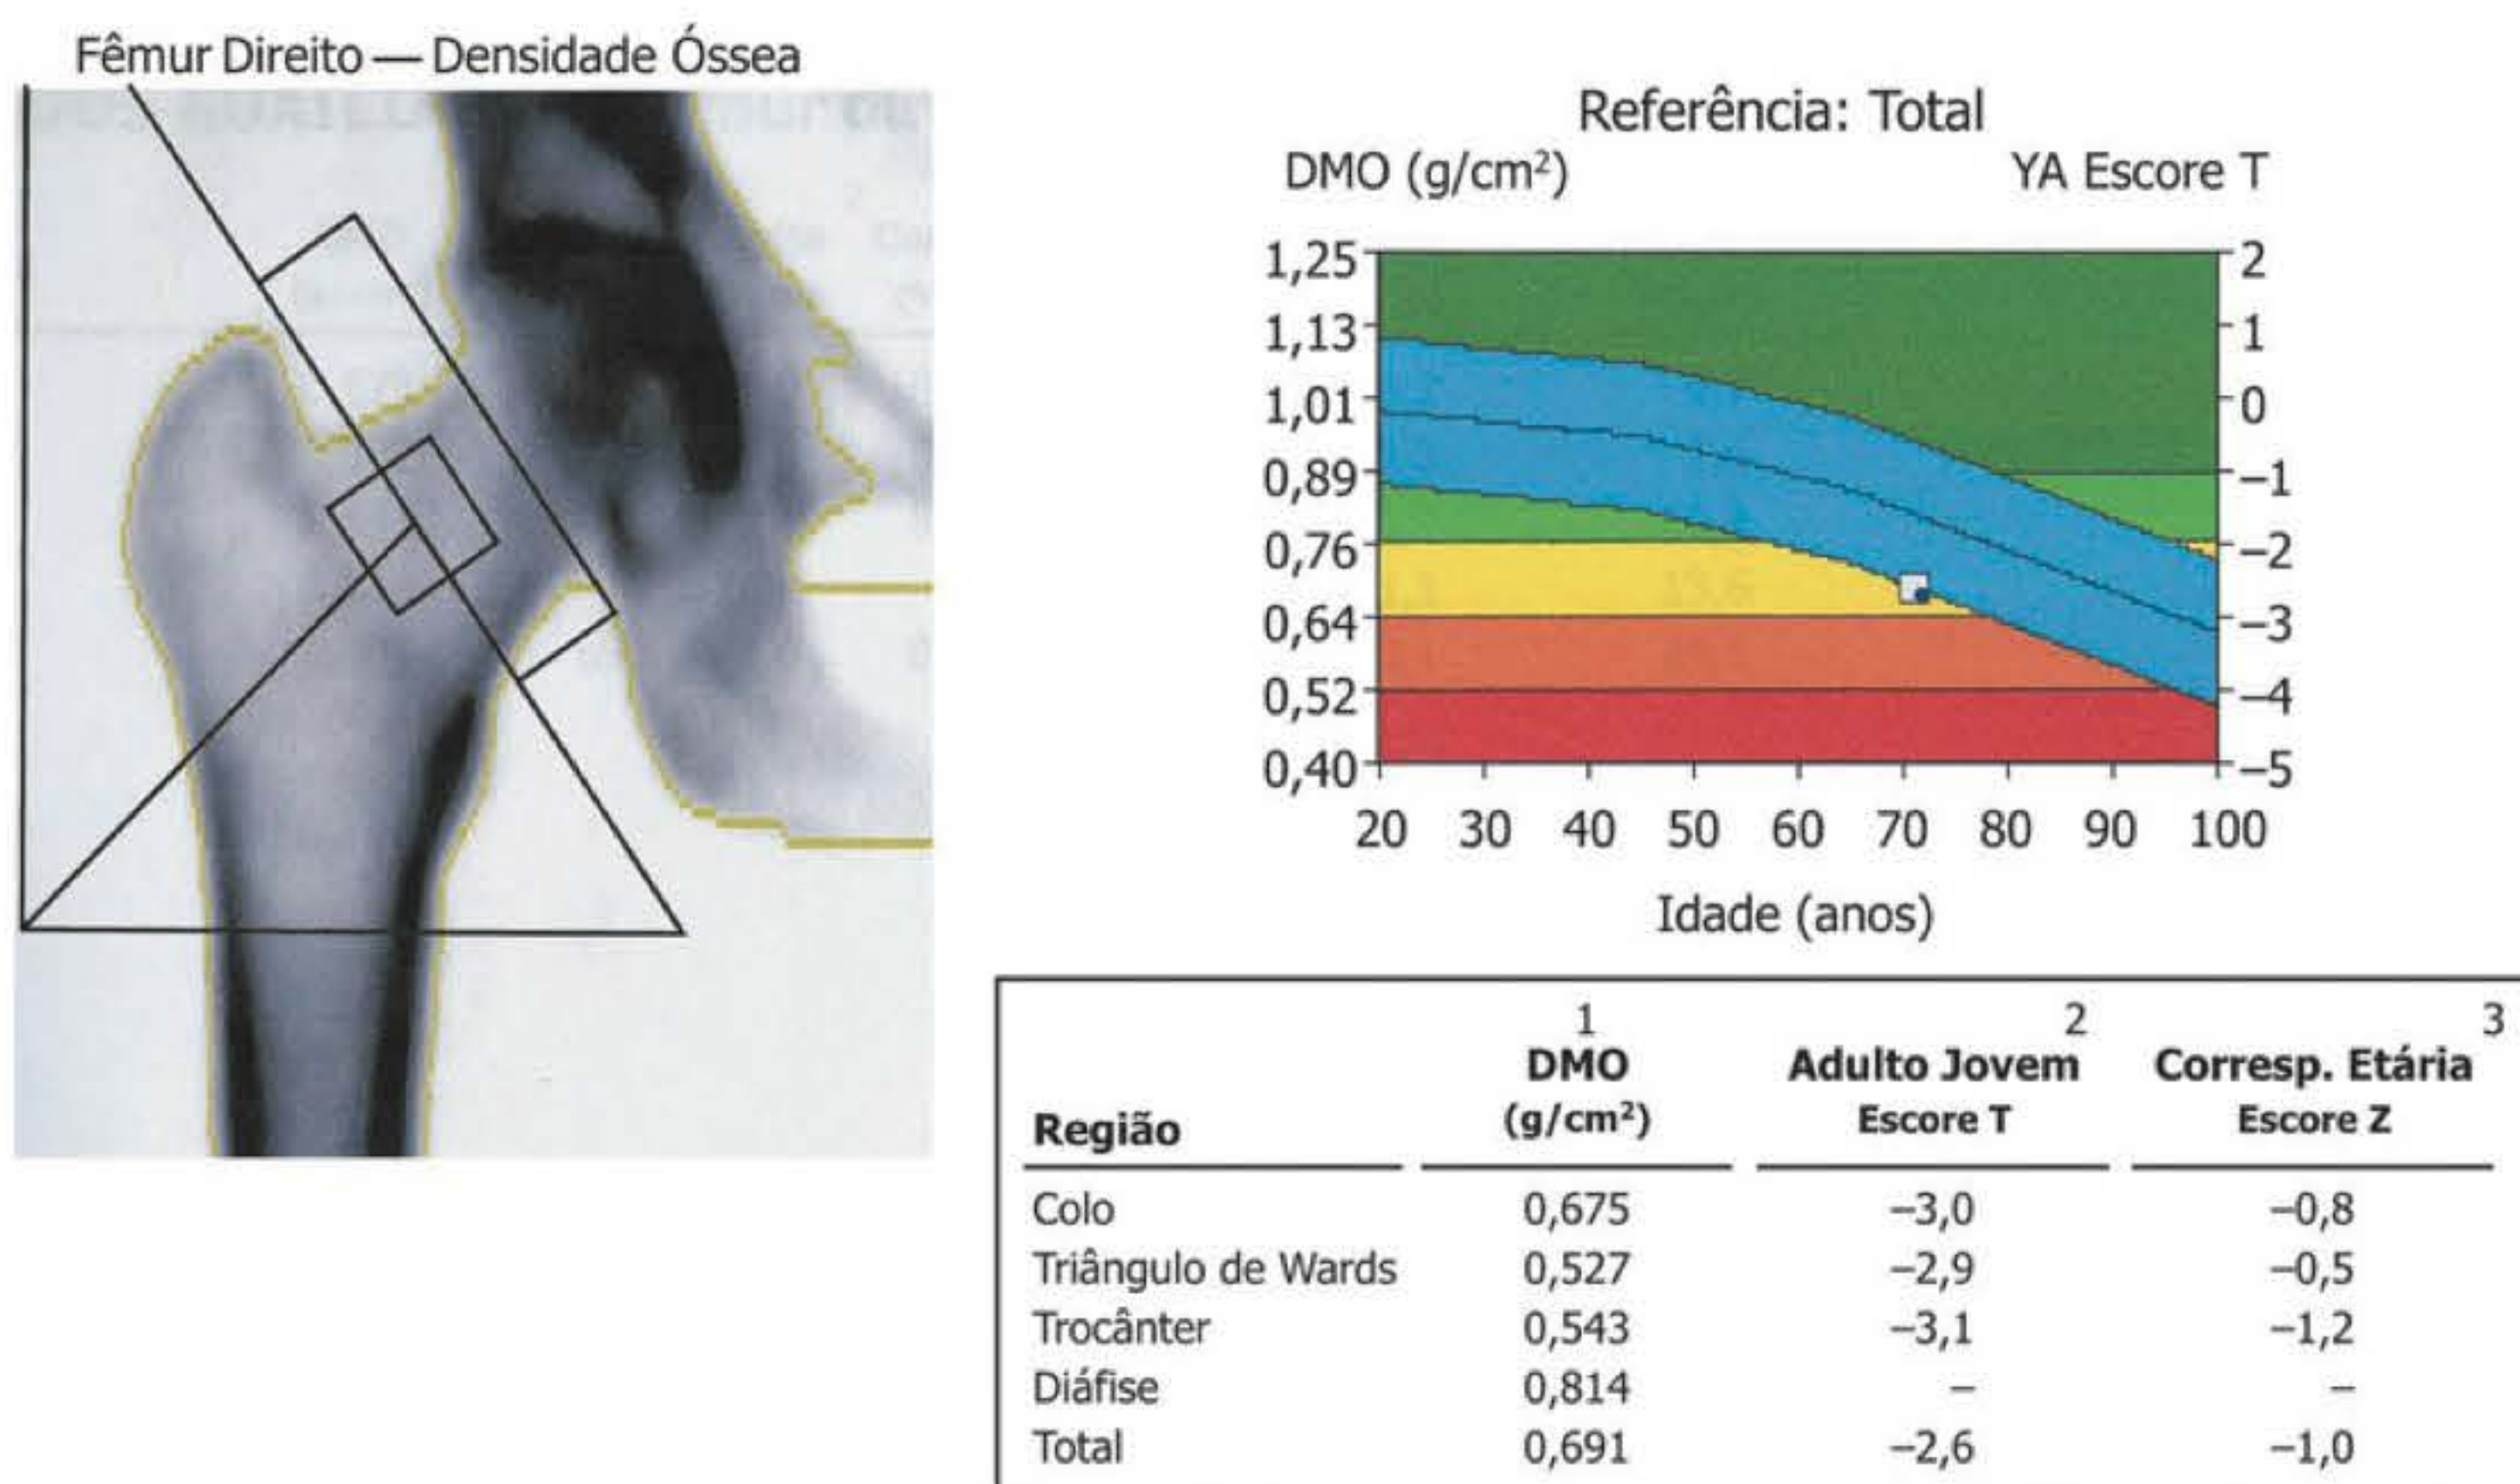 Fêmur Direito — Densidade Óssea
Referência: Total
DMO (g/cm²)
YA Escore T
1,25
1,13
1,01
0,89
0,76
0,64
0,52
0,40
2
1
0
–1
–2
–3
–4
–5
20 30 40 50 60 70 80 90 100
Idade (anos)
1 2 3
DMO Adulto Jovem Corresp. Etária
Região (g/cm²) Escore T Escore Z
Colo 0,675 –3,0 –0,8
Triângulo de Wards 0,527 –2,9 –0,5
Trocânter 0,543 –3,1 –1,2
Diáfise 0,814 – –
Total 0,691 –2,6 –1,0